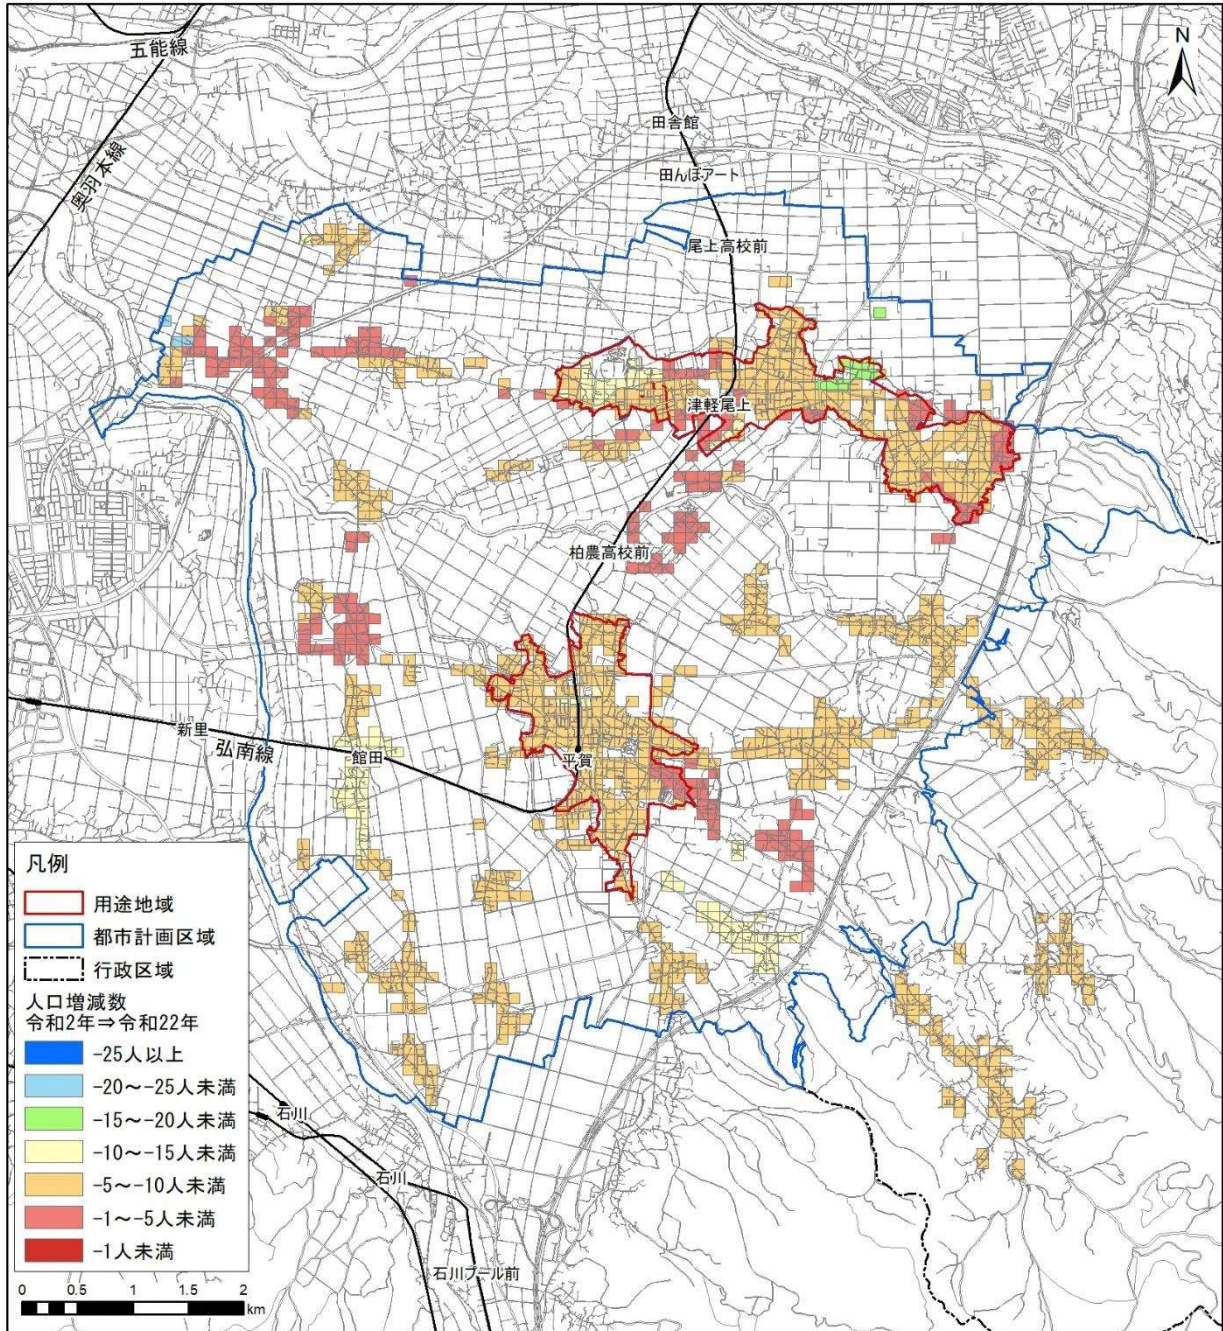 五能線
N
田舎館
田んぼアート
奥羽本線
尾上高校前
津軽尾上
柏農高校前
新里
弘南線
館田
平賀
凡例
用途地域
都市計画区域
行政区域
人口増減数
令和2年⇒令和22年
-25人以上
-20～-25人未満
-15～-20人未満
-10～-15人未満
-5～-10人未満
-1～-5人未満
-1人未満
石川
石川
石川プール前
0 0.5 1 1.5 2
km